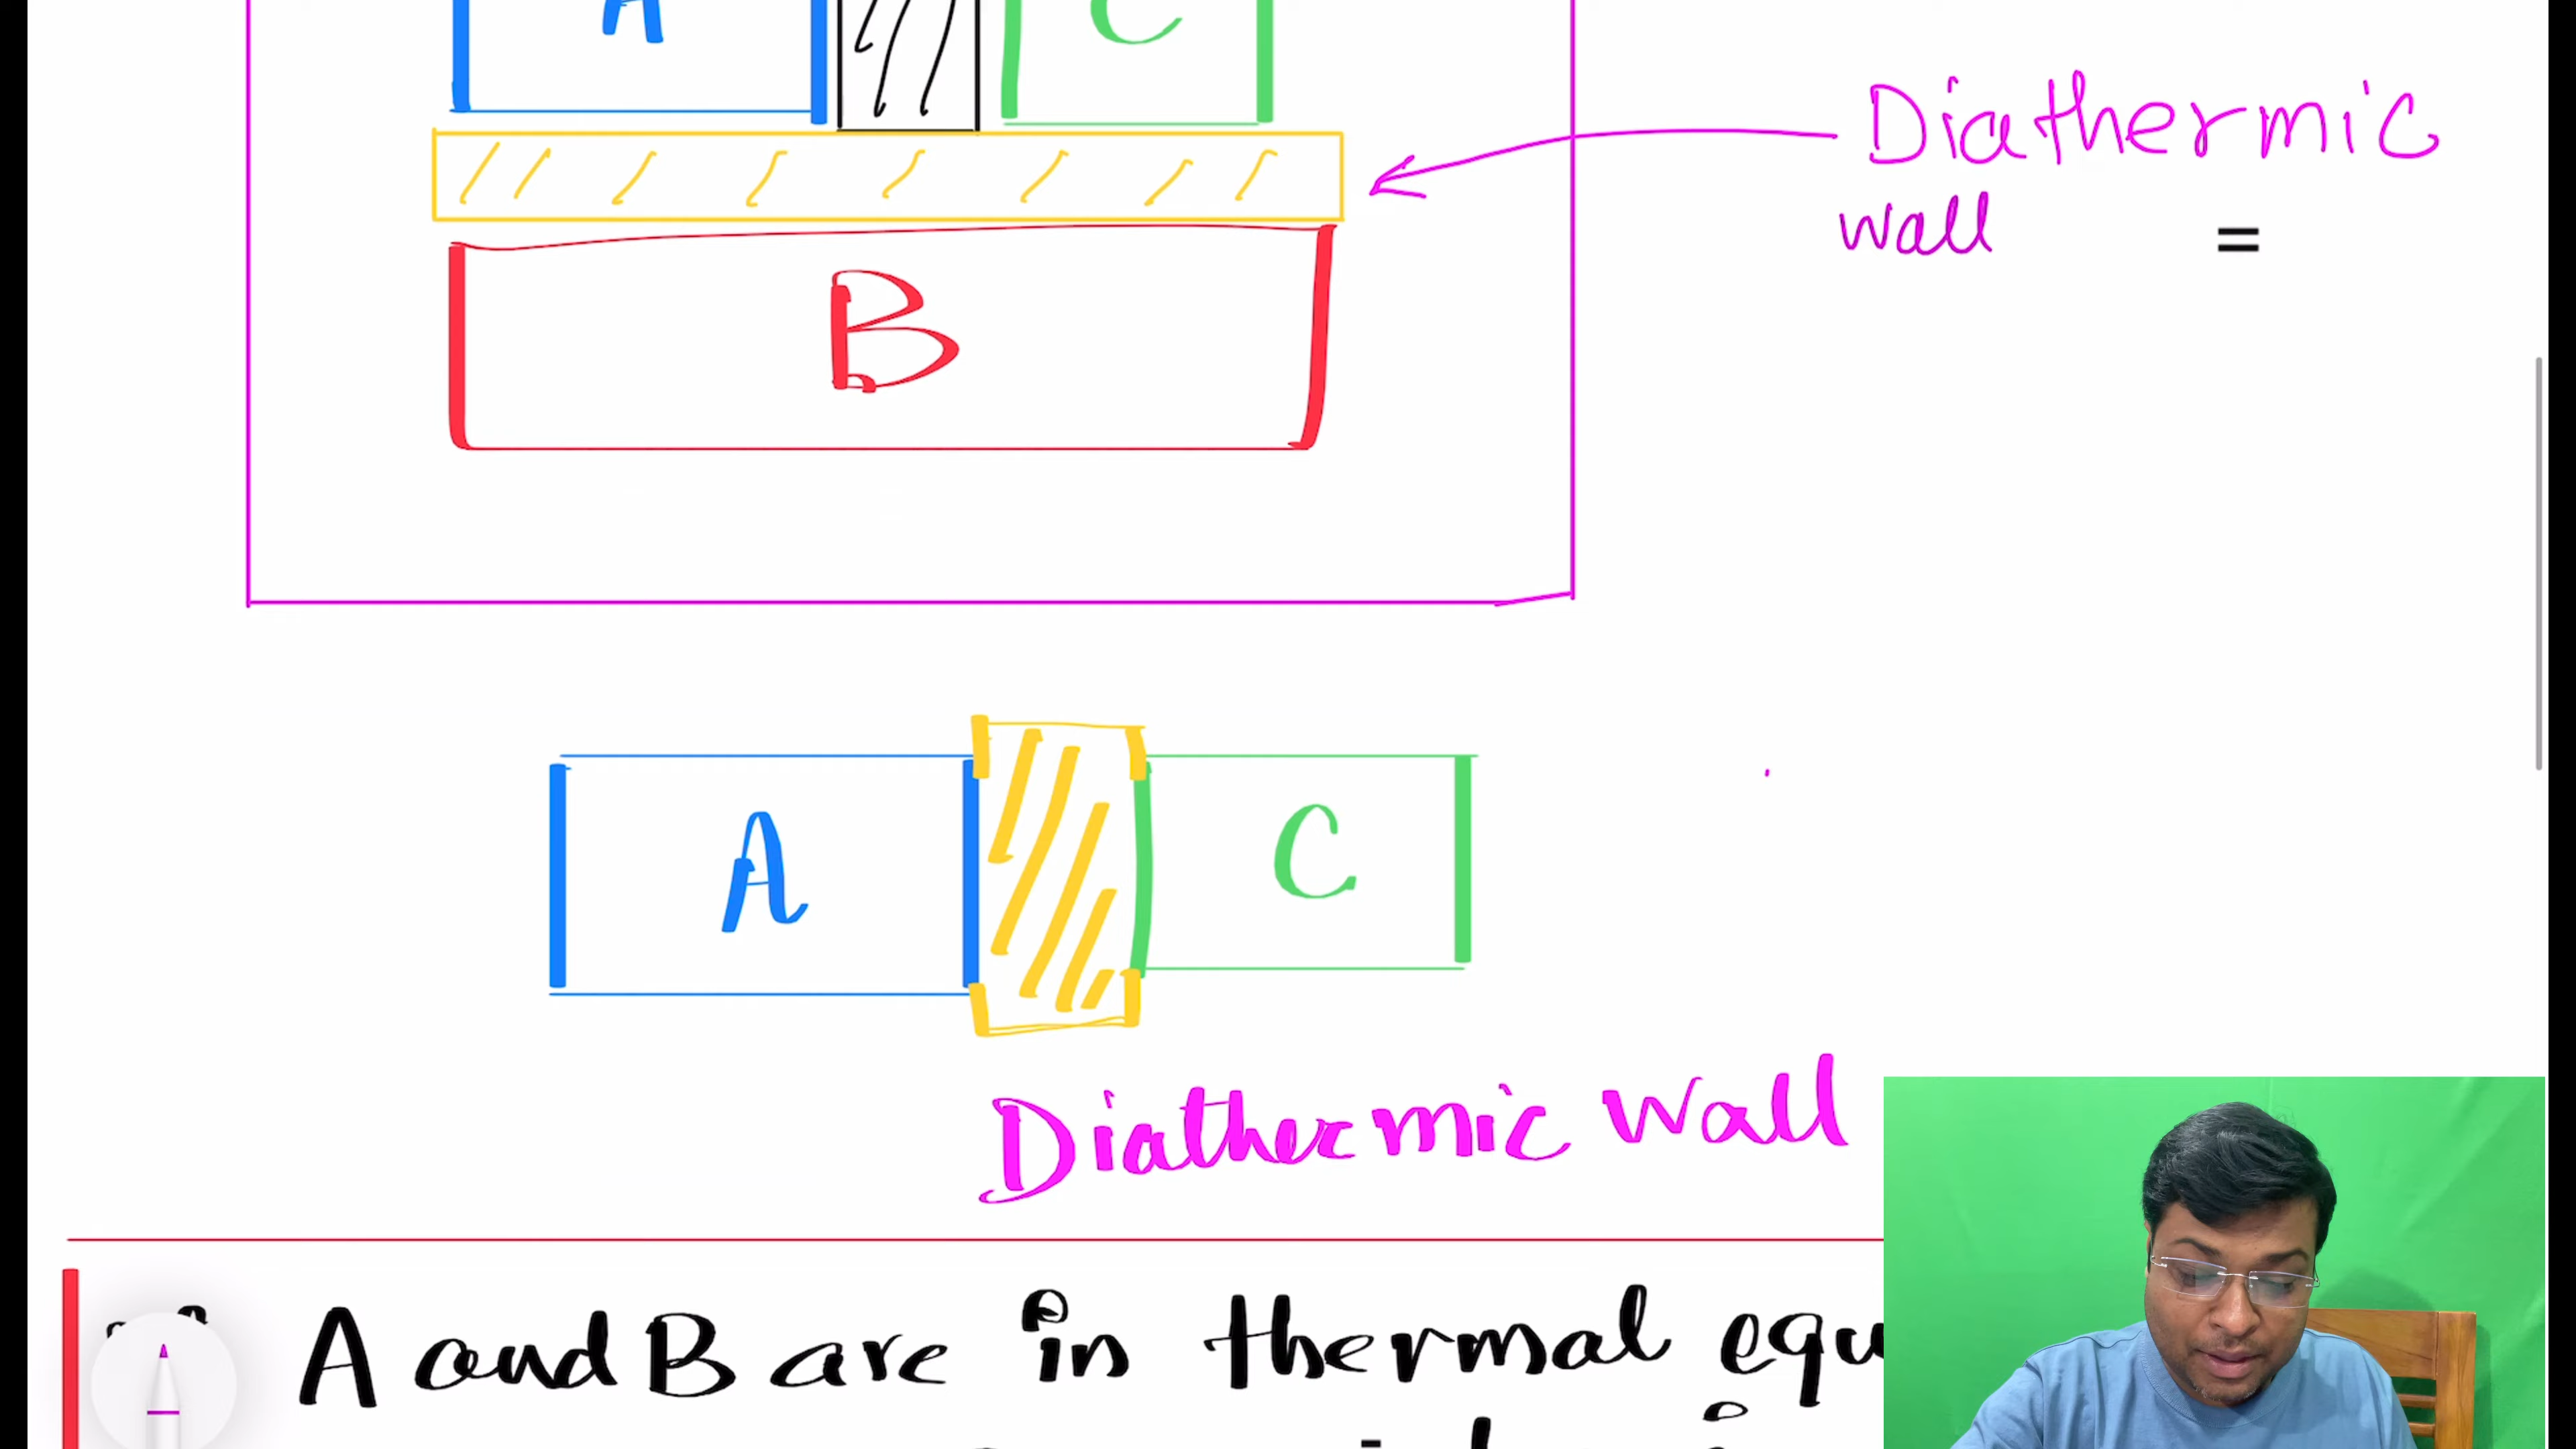 A
C
Diathermic
wall =
B
A
C
Diathermic wall
A and B are in thermal equ